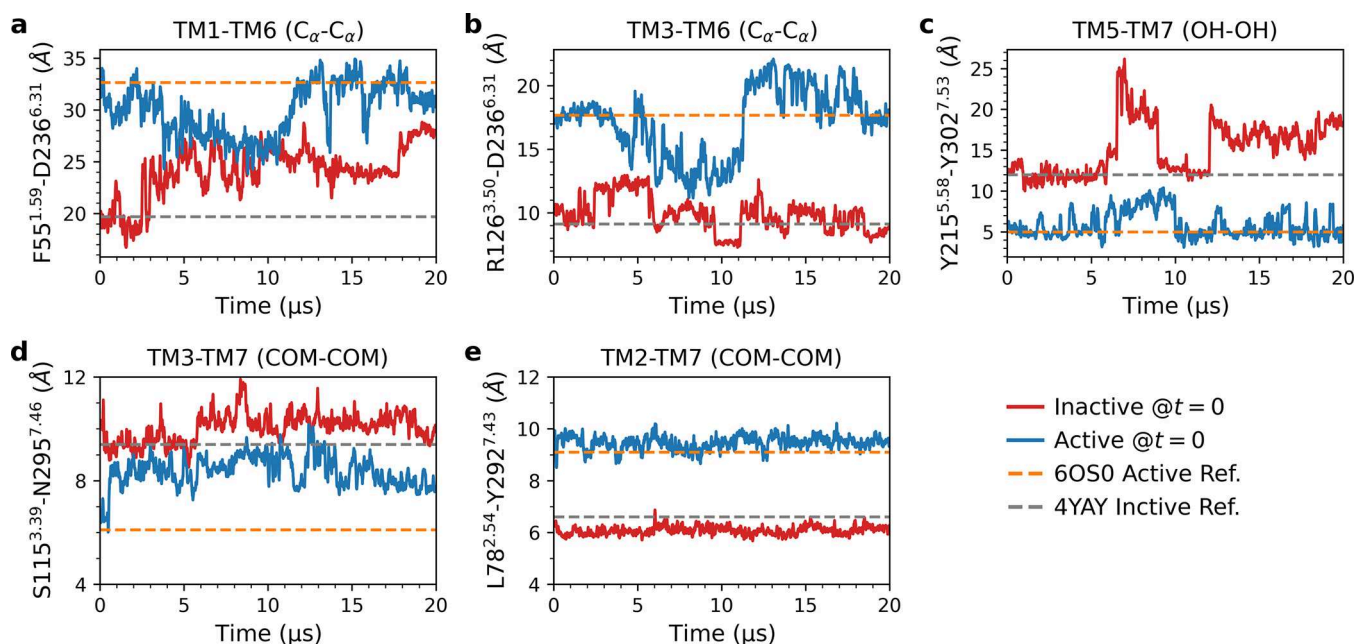 a
TM1-TM6 (Cα-Cα)
F55^1.59-D236^6.31 (Å)
35
30
25
20
0 5 10 15 20
Time (μs)
b
TM3-TM6 (Cα-Cα)
R126^3.50-D236^6.31 (Å)
20
15
10
0 5 10 15 20
Time (μs)
c
TM5-TM7 (OH-OH)
Y215^5.58-Y302^7.53 (Å)
25
20
15
10
5
0 5 10 15 20
Time (μs)
d
TM3-TM7 (COM-COM)
S115^3.39-N295^7.46 (Å)
12
10
8
6
4
0 5 10 15 20
Time (μs)
e
TM2-TM7 (COM-COM)
L78^2.54-Y292^7.43 (Å)
12
10
8
6
4
0 5 10 15 20
Time (μs)
Inactive @t = 0
Active @t = 0
6OS0 Active Ref.
4YAY Inctive Ref.